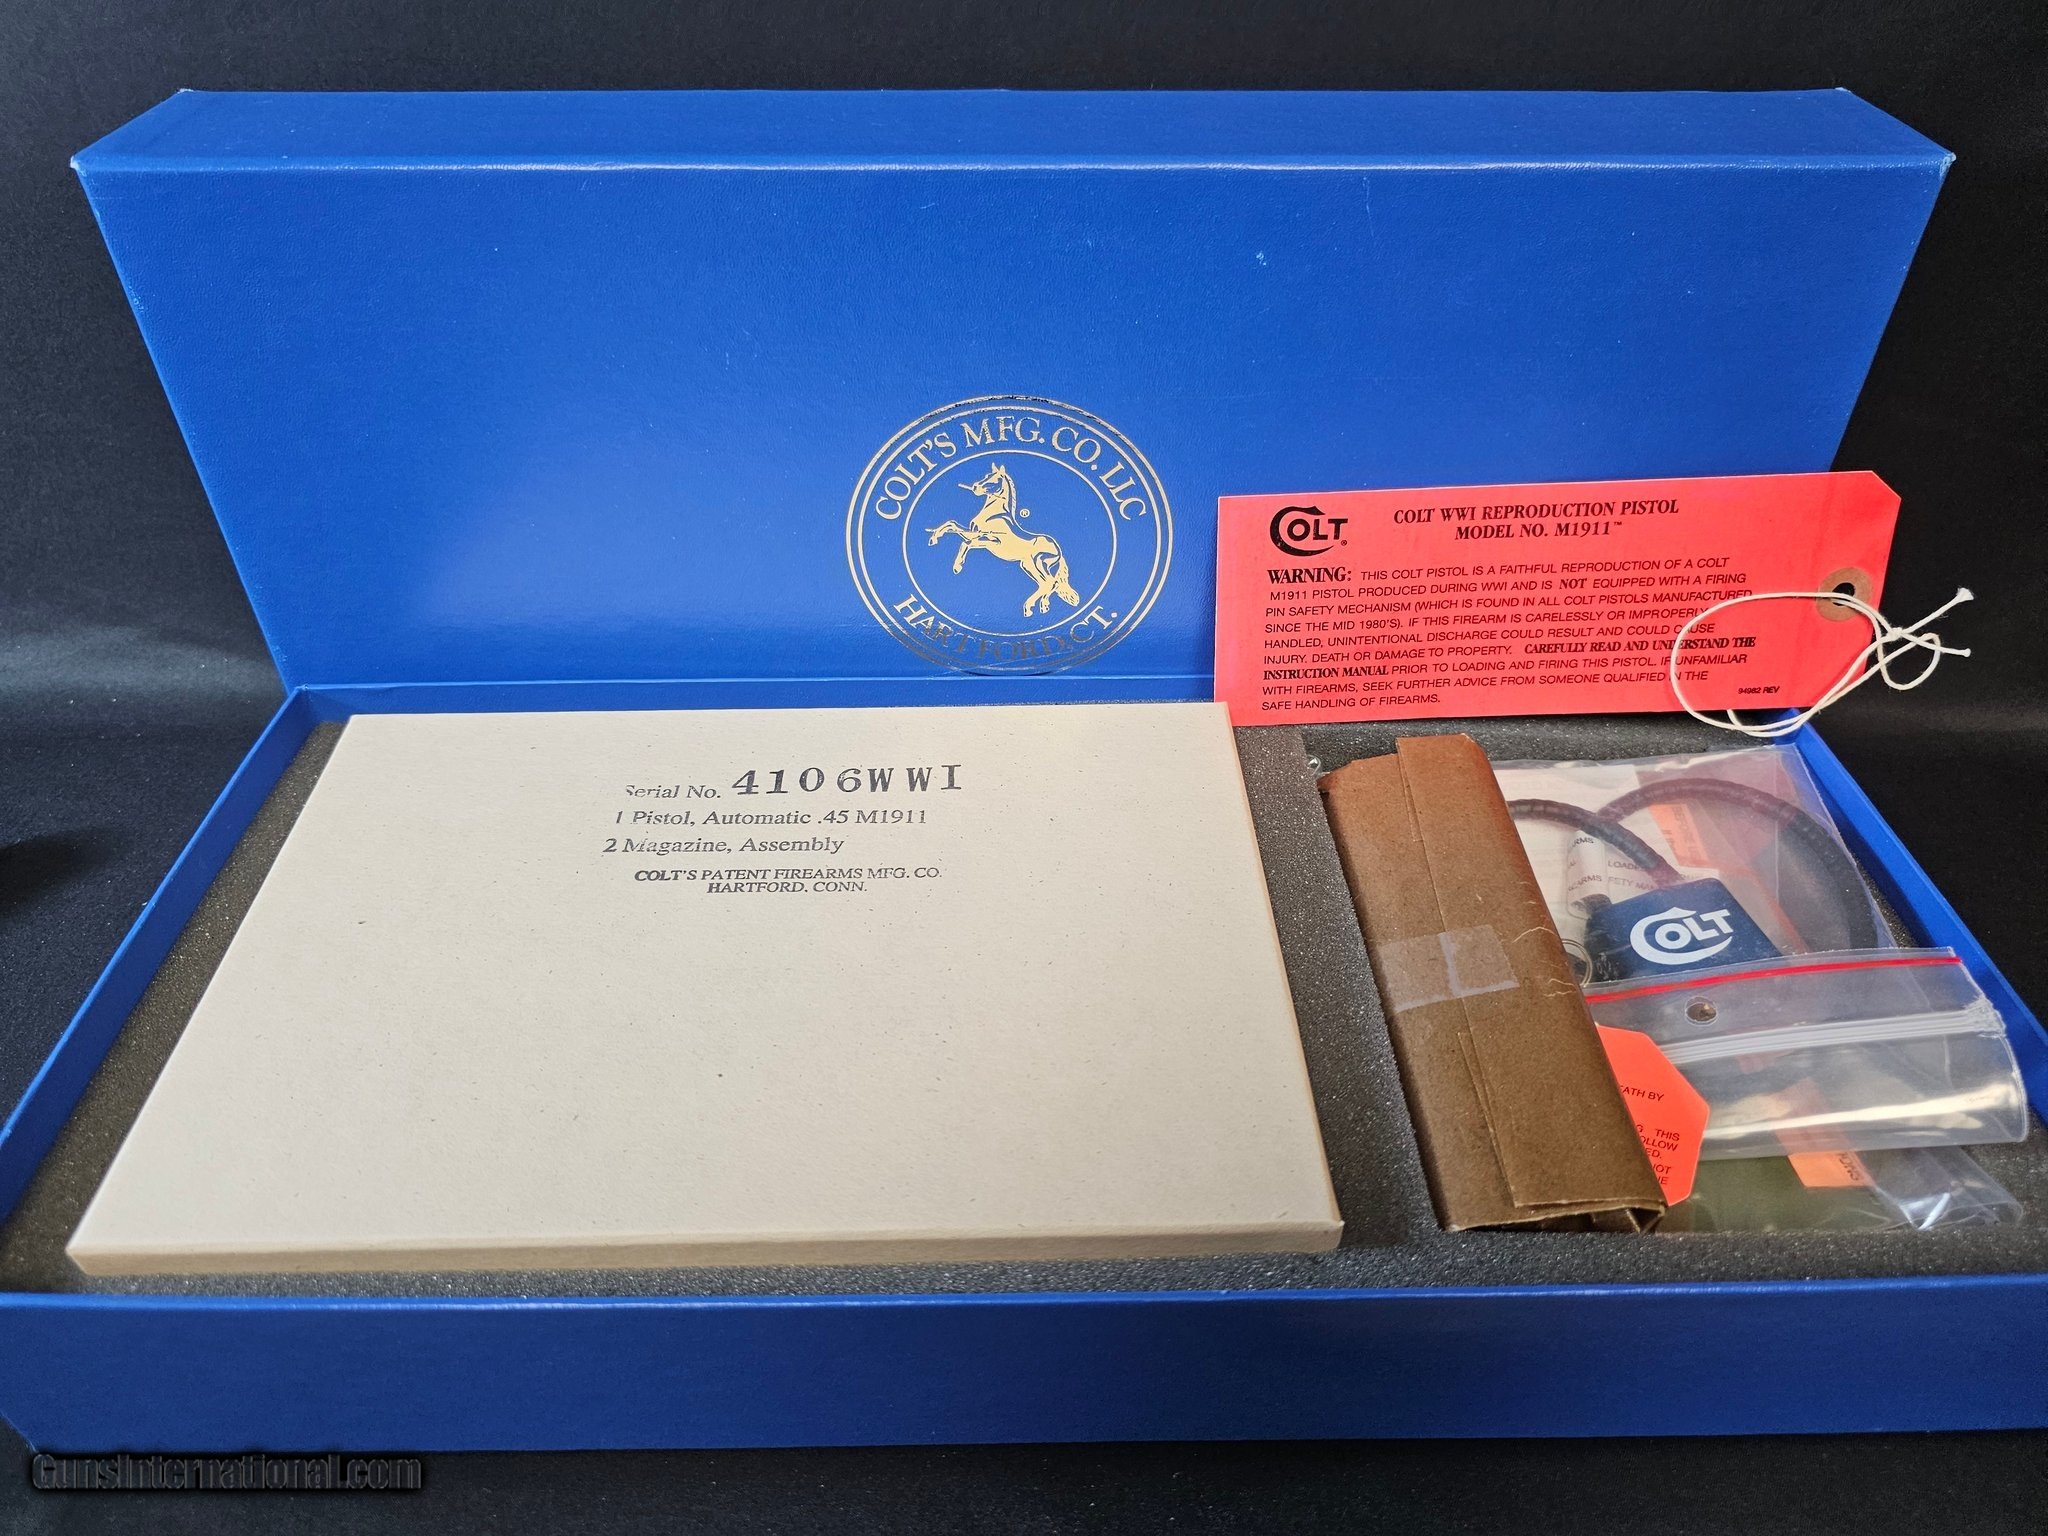 COLT'S MFG. CO. LLC
®
HARTFORD, CT.
COLT®
COLT WWI REPRODUCTION PISTOL
MODEL NO. M1911™
WARNING: THIS COLT PISTOL IS A FAITHFUL REPRODUCTION OF A COLT
M1911 PISTOL PRODUCED DURING WWI AND IS NOT EQUIPPED WITH A FIRING
PIN SAFETY MECHANISM (WHICH IS FOUND IN ALL COLT PISTOLS MANUFACTURED
SINCE THE MID 1980'S). IF THIS FIREARM IS CARELESSLY OR IMPROPERLY
HANDLED, UNINTENTIONAL DISCHARGE COULD RESULT AND COULD CAUSE
INJURY, DEATH OR DAMAGE TO PROPERTY. CAREFULLY READ AND UNDERSTAND THE
INSTRUCTION MANUAL PRIOR TO LOADING AND FIRING THIS PISTOL. IF UNFAMILIAR
WITH FIREARMS, SEEK FURTHER ADVICE FROM SOMEONE QUALIFIED IN THE
SAFE HANDLING OF FIREARMS.
94982 REV
Serial No. 4106WWI
1 Pistol, Automatic .45 M1911
2 Magazine, Assembly
COLT'S PATENT FIREARMS MFG. CO.
HARTFORD, CONN.
COLT
BY
THIS
GunsInternational.com